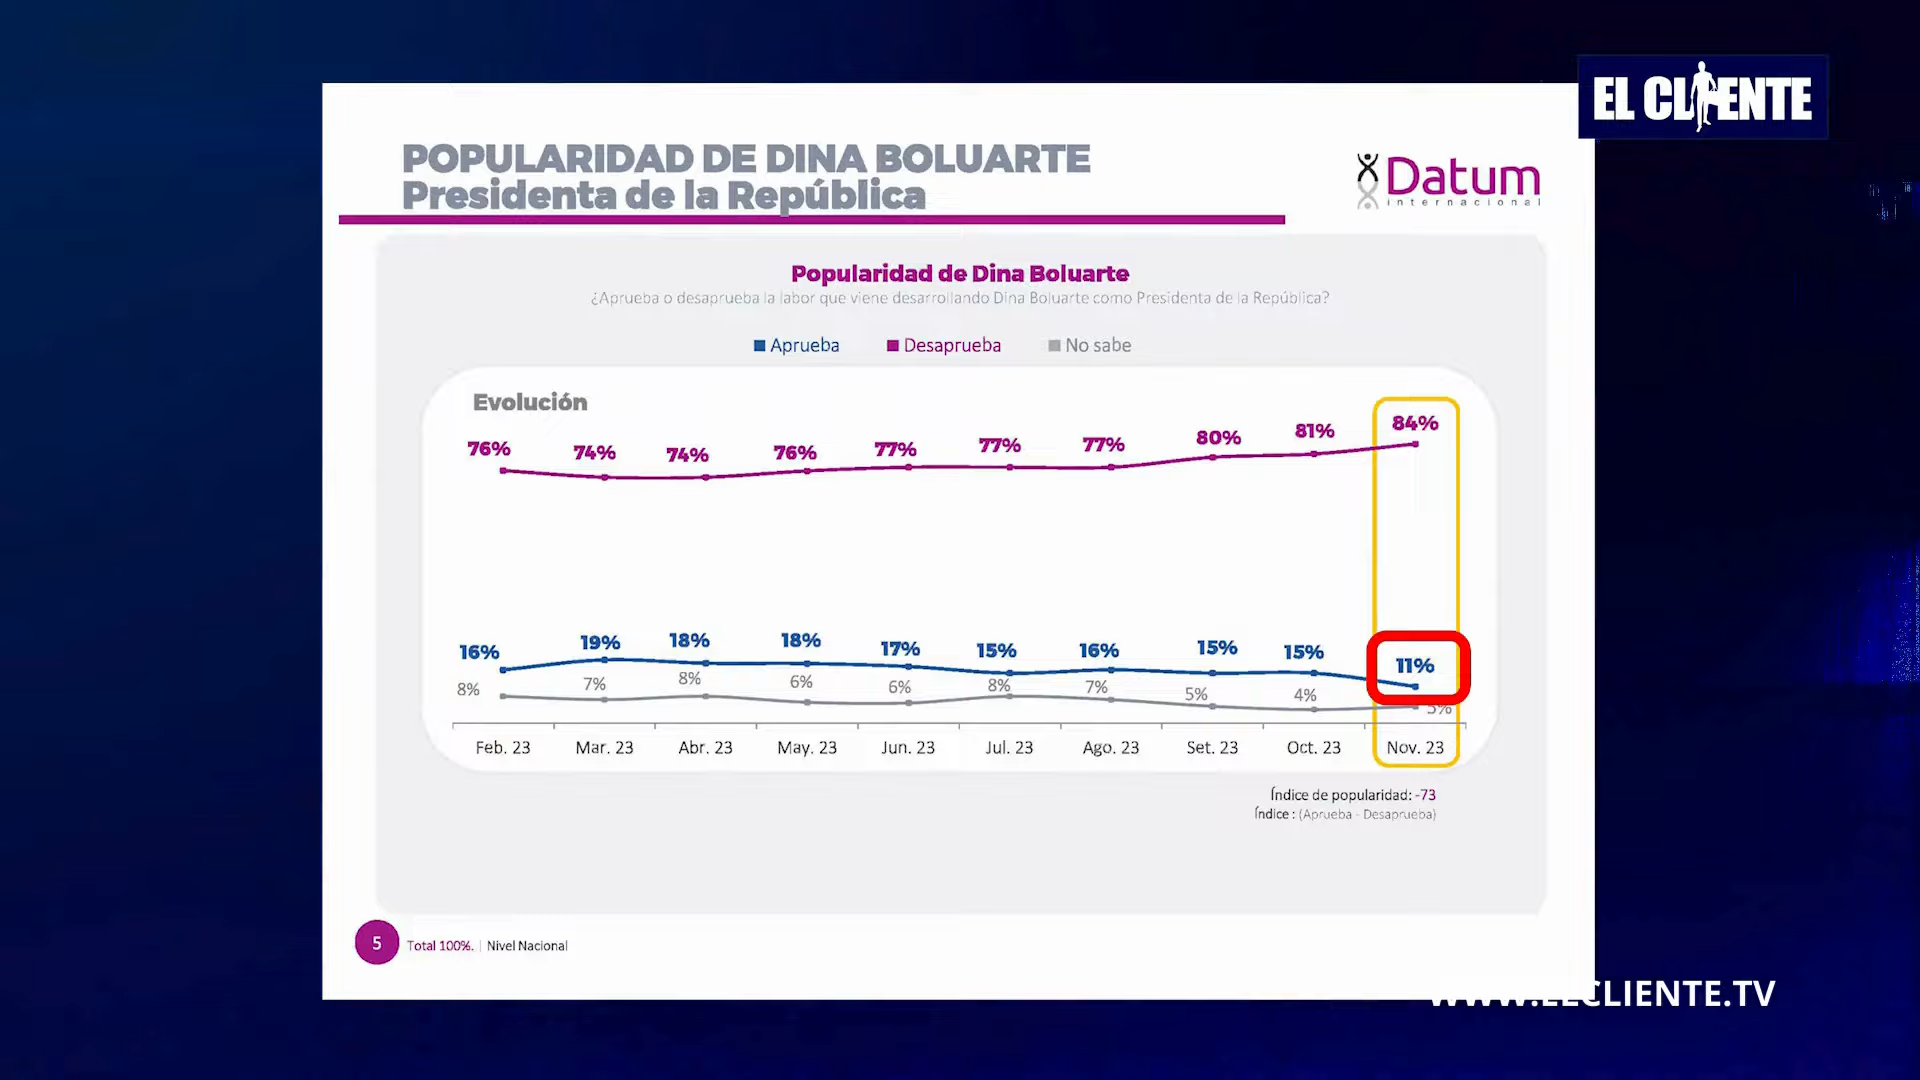 EL CLIENTE
POPULARIDAD DE DINA BOLUARTE
Presidenta de la República
Datum
internacional
Popularidad de Dina Boluarte
¿Aprueba o desaprueba la labor que viene desarrollando Dina Boluarte como Presidenta de la República?
Aprueba Desaprueba No sabe
Evolución
76% 74% 74% 76% 77% 77% 77% 80% 81% 84%
16% 19% 18% 18% 17% 15% 16% 15% 15% 11%
8% 7% 8% 6% 6% 8% 7% 5% 4% 5%
Feb. 23 Mar. 23 Abr. 23 May. 23 Jun. 23 Jul. 23 Ago. 23 Set. 23 Oct. 23 Nov. 23
Índice de popularidad: -73
Índice : (Aprueba - Desaprueba)
5 Total 100%. | Nivel Nacional
WWW.ELCLIENTE.TV